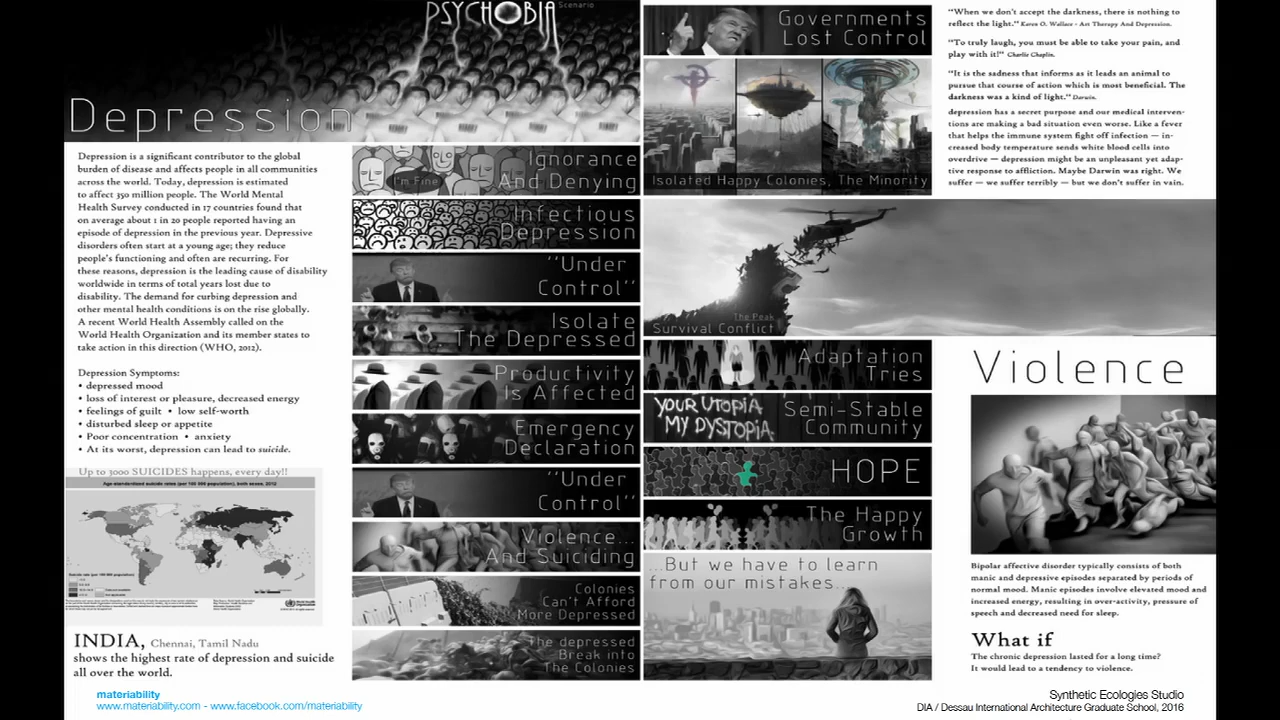 PSYCHOBIA
Scenario
Depression
Depression is a significant contributor to the global
burden of disease and affects people in all communities
across the world. Today, depression is estimated
to affect 350 million people. The World Mental
Health Survey conducted in 17 countries found that
on average about 1 in 20 people reported having an
episode of depression in the previous year. Depressive
disorders often start at a young age; they reduce
people's functioning and often are recurring. For
these reasons, depression is the leading cause of disability
worldwide in terms of total years lost due to
disability. The demand for curbing depression and
other mental health conditions is on the rise globally.
A recent World Health Assembly called on the
World Health Organization and its member states to
take action in this direction (WHO, 2012).
Depression Symptoms:
• depressed mood
• loss of interest or pleasure, decreased energy
• feelings of guilt • low self-worth
• disturbed sleep or appetite
• Poor concentration • anxiety
• At its worst, depression can lead to suicide.
Up to 3000 SUICIDES happens, every day!!
Age-standardized suicide rates (per 100 000 population), both sexes, 2012
Suicide rate (per 100 000 population)
INDIA, Chennai, Tamil Nadu
shows the highest rate of depression and suicide
all over the world.
I'm Fine
Ignorance
And Denying
Infectious
Depression
"Under
Control"
Isolate
The Depressed
Productivity
Is Affected
Emergency
Declaration
"Under
Control"
Violence...
And Suiciding
Colonies
Can't Afford
More Depressed
The depressed
Break into
The Colonies
Governments
Lost Control
Isolated Happy Colonies, The Minority
The Peak
Survival Conflict
Adaptation
Tries
YOUR UTOPIA
MY DYSTOPIA.
Semi-Stable
Community
HOPE
The Happy
Growth
...But we have to learn
from our mistakes...
"When we don't accept the darkness, there is nothing to
reflect the light." Karen O. Wallace - Art Therapy And Depression.
"To truly laugh, you must be able to take your pain, and
play with it!" Charlie Chaplin.
"It is the sadness that informs as it leads an animal to
pursue that course of action which is most beneficial. The
darkness was a kind of light." Darwin.
depression has a secret purpose and our medical interven-
tions are making a bad situation even worse. Like a fever
that helps the immune system fight off infection — in-
creased body temperature sends white blood cells into
overdrive — depression might be an unpleasant yet adap-
tive response to affliction. Maybe Darwin was right. We
suffer — we suffer terribly — but we don't suffer in vain.
Violence
Bipolar affective disorder typically consists of both
manic and depressive episodes separated by periods of
normal mood. Manic episodes involve elevated mood and
increased energy, resulting in over-activity, pressure of
speech and decreased need for sleep.
What if
The chronic depression lasted for a long time?
It would lead to a tendency to violence.
materiability
www.materiability.com - www.facebook.com/materiability
Synthetic Ecologies Studio
DIA / Dessau International Architecture Graduate School, 2016